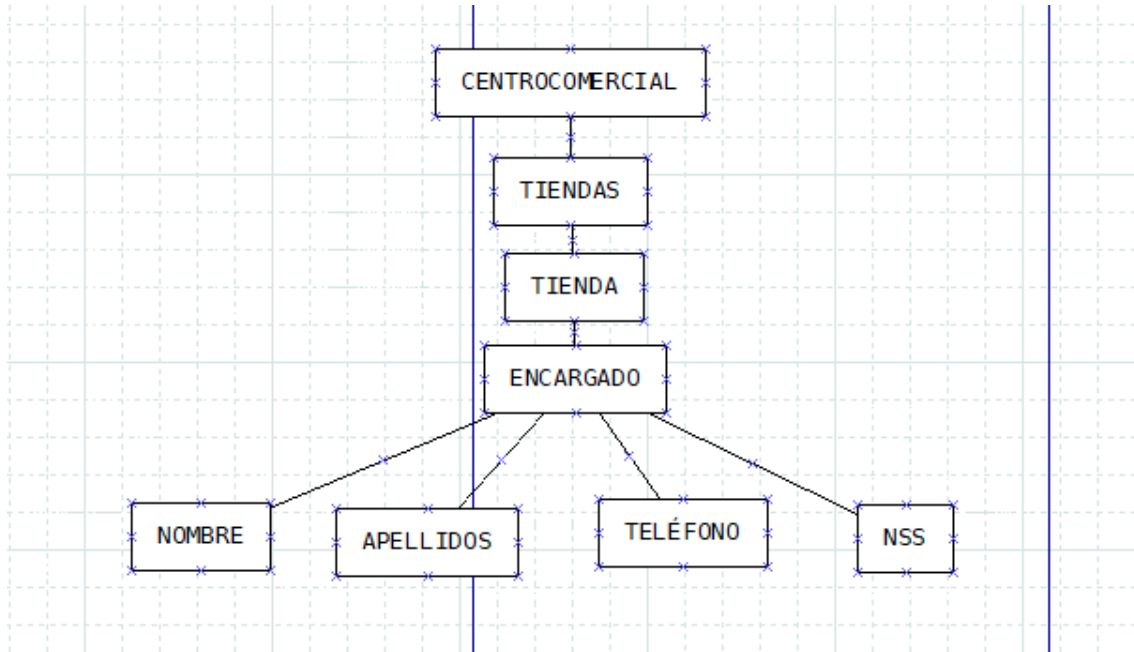 CENTROCOMERCIAL
TIENDAS
TIENDA
ENCARGADO
NOMBRE
APELLIDOS
TELÉFONO
NSS